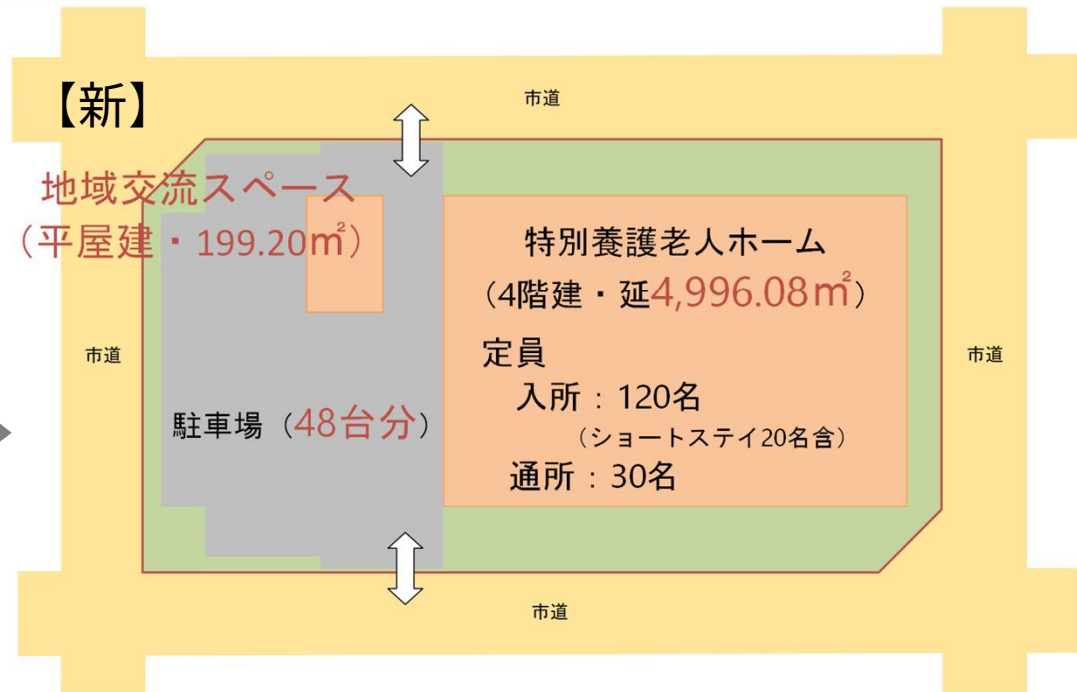 【新】
市道
地域交流スペース
（平屋建・199.20㎡）
特別養護老人ホーム
（4階建・延4,996.08㎡）
定員
入所：120名
（ショートステイ20名含）
通所：30名
市道
駐車場（48台分）
市道
市道